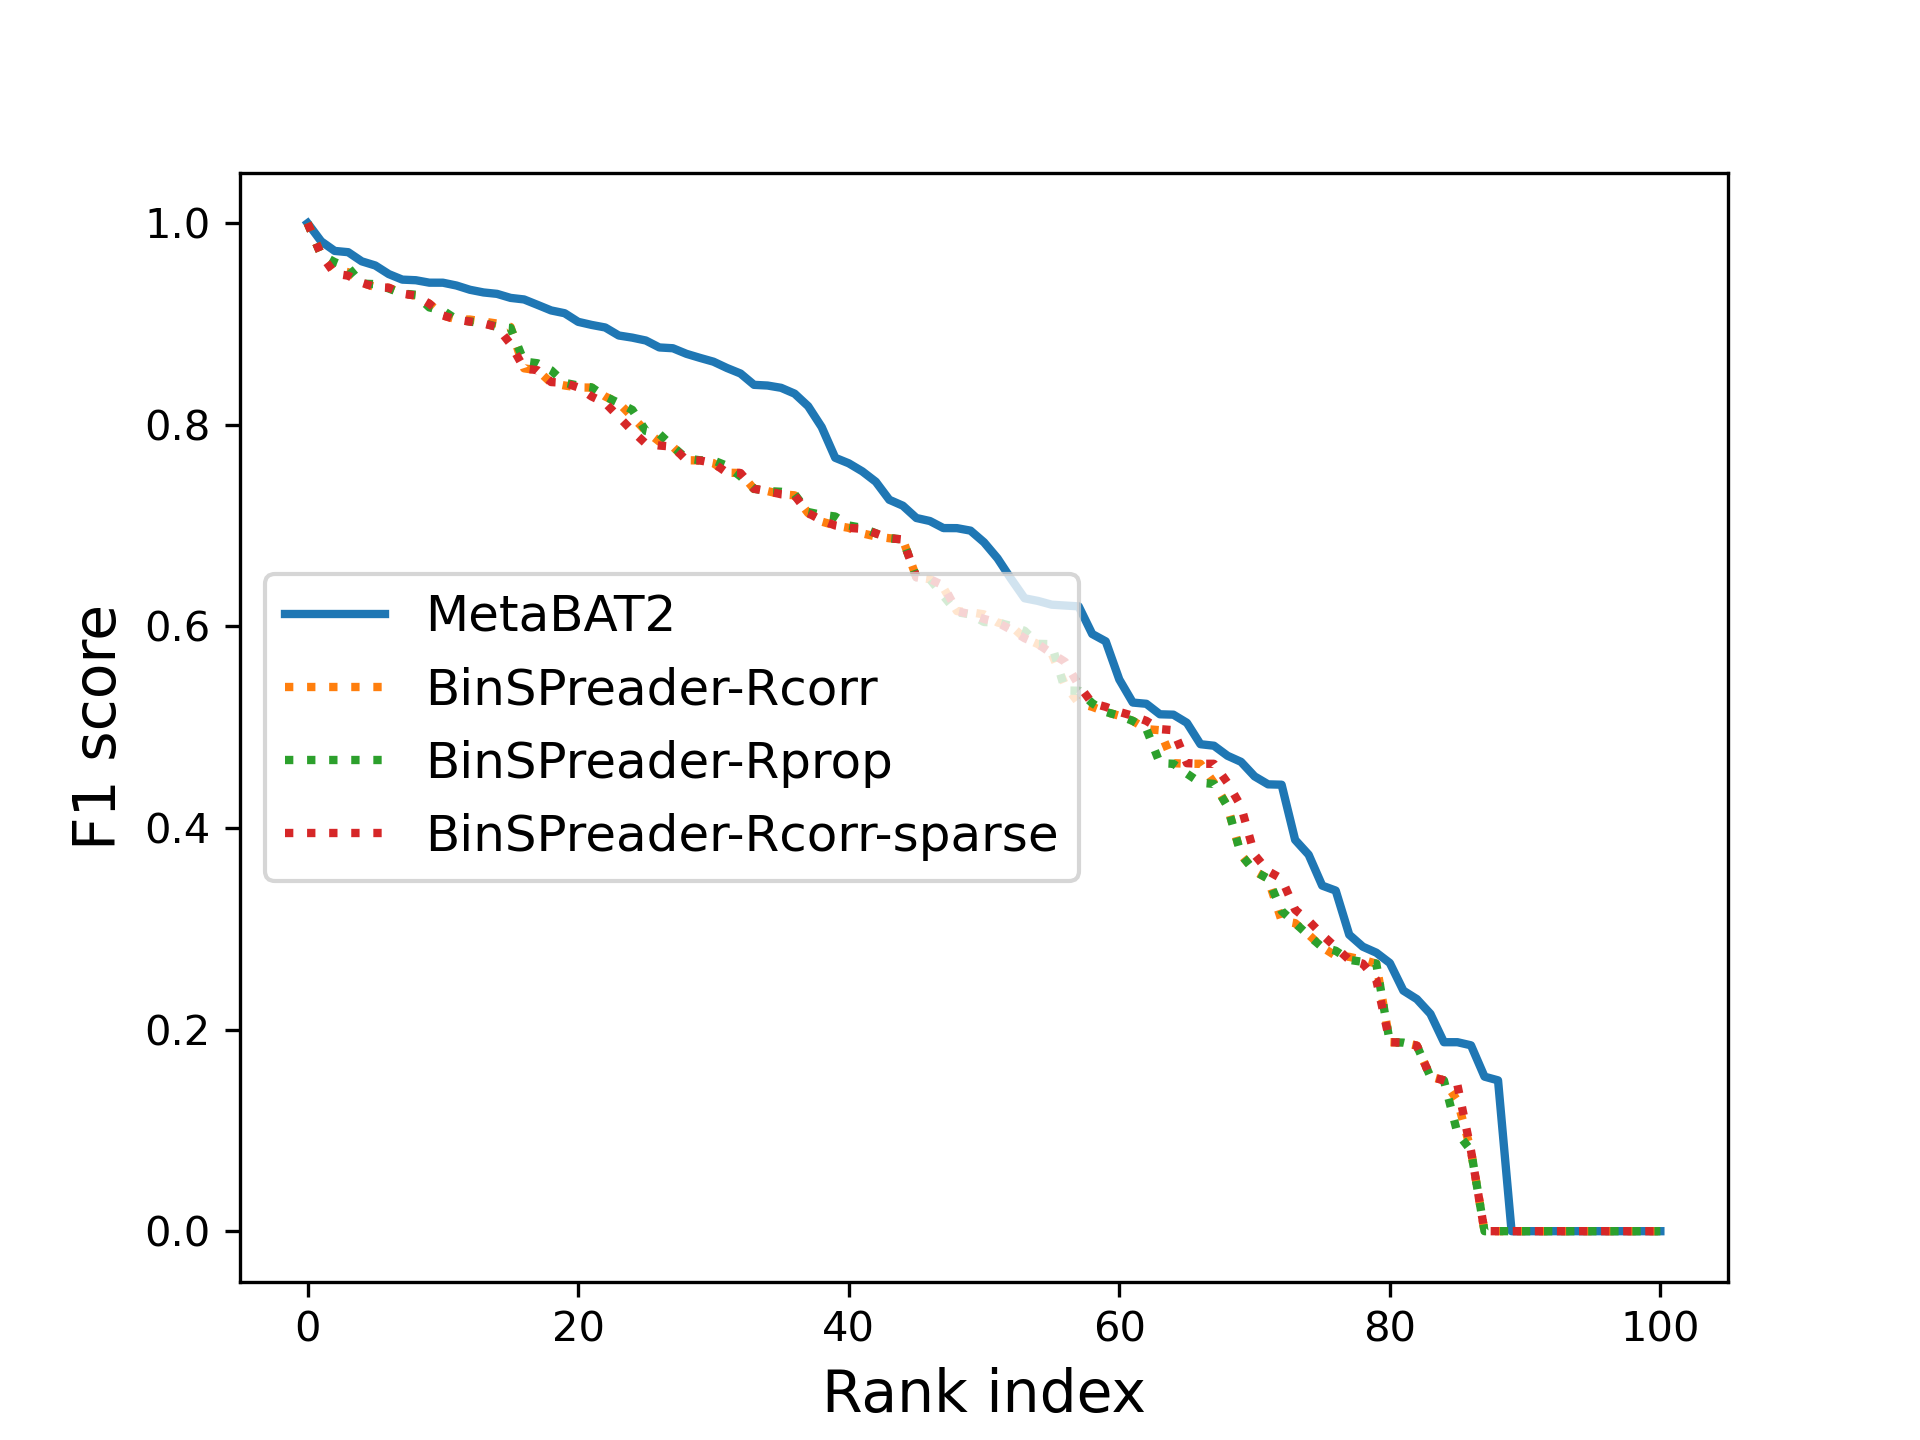 F1 score
1.0
0.8
0.6
0.4
0.2
0.0
MetaBAT2
BinSPreader-Rcorr
BinSPreader-Rprop
BinSPreader-Rcorr-sparse
0 20 40 60 80 100
Rank index